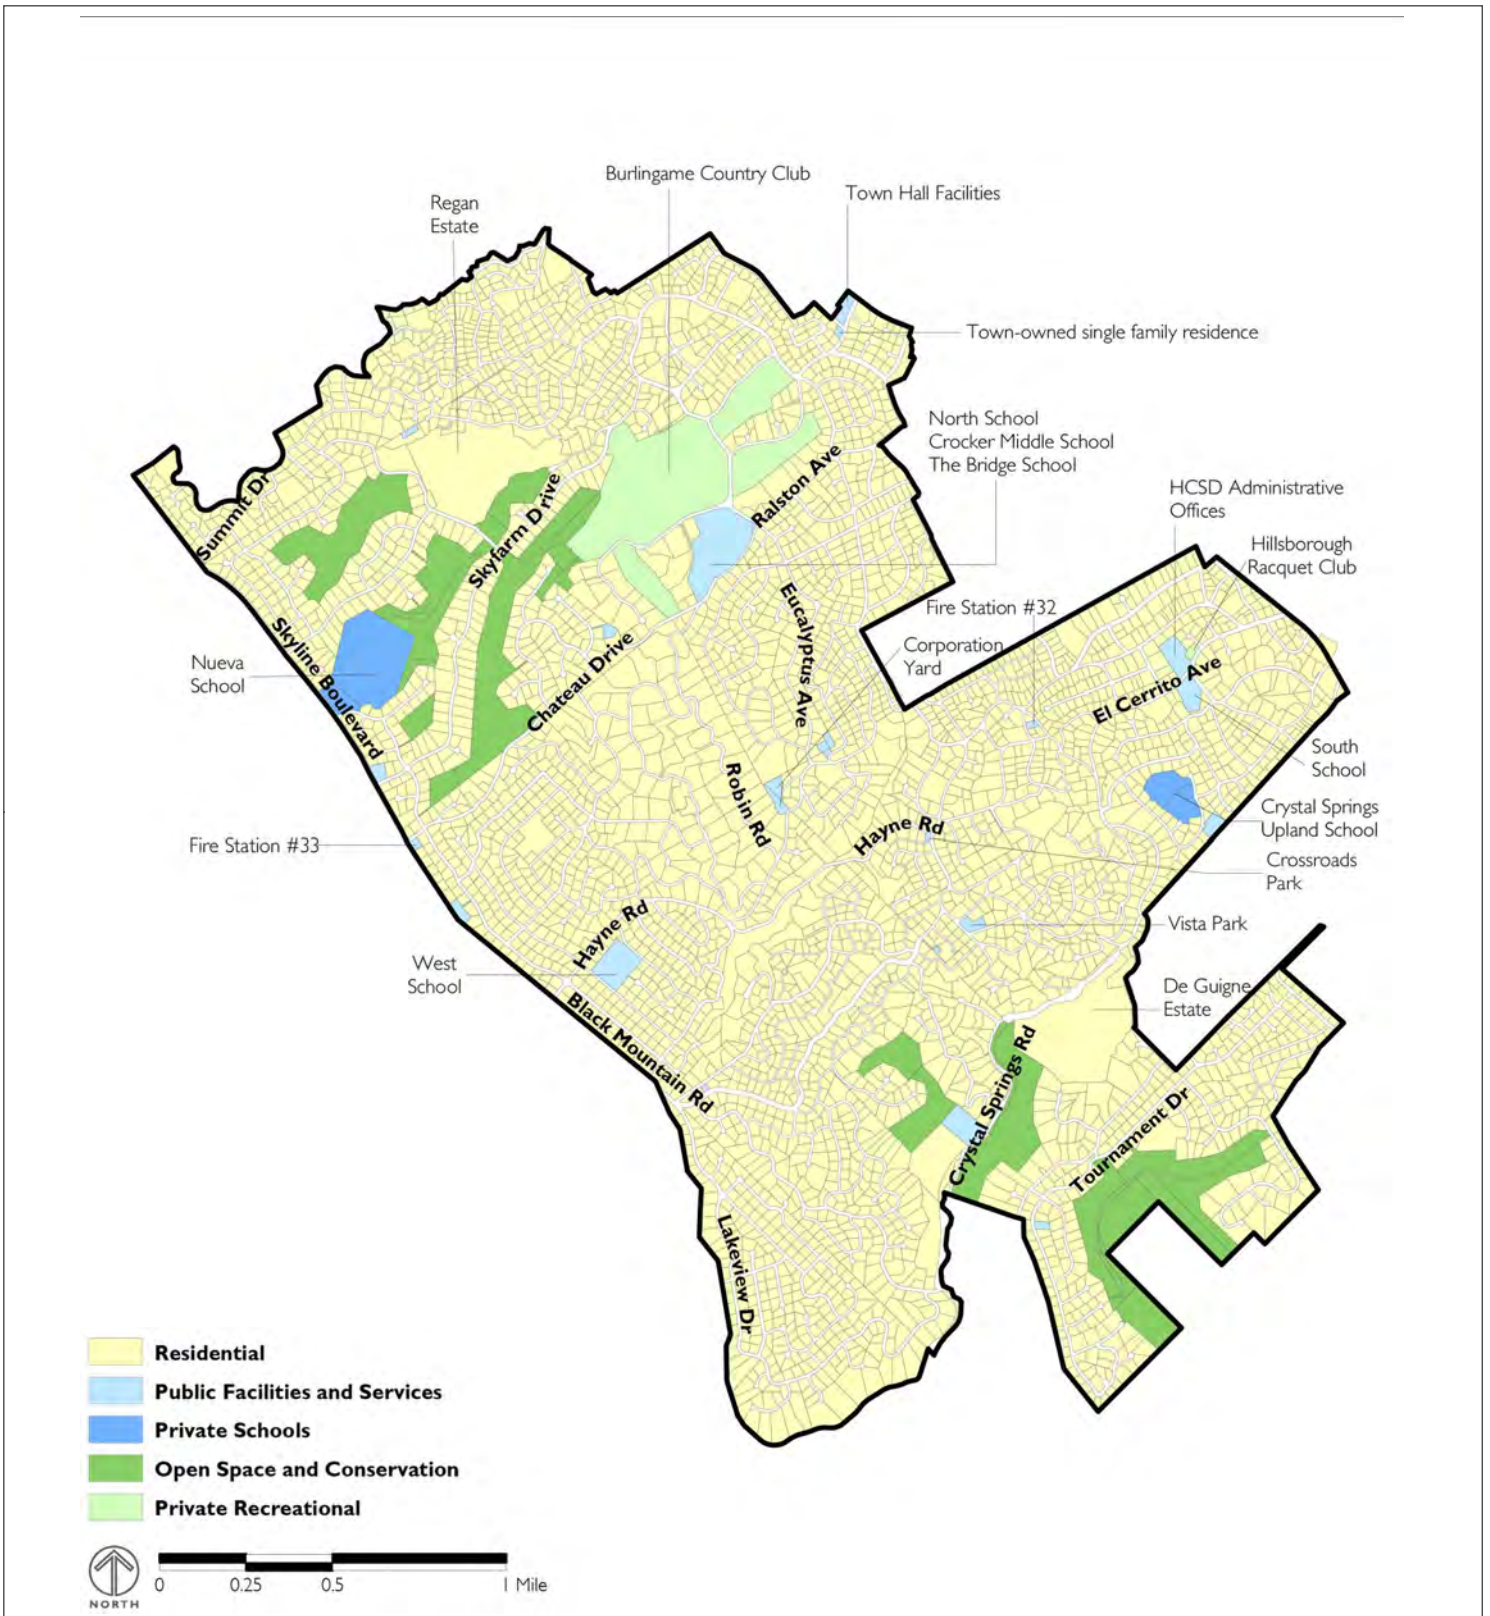 Burlingame Country Club
Town Hall Facilities
Regan
Estate
Town-owned single family residence
North School
Crocker Middle School
The Bridge School
Ralston Ave
HCSD Administrative
Offices
Summit Dr
Skyfarm Drive
Hillsborough
Racquet Club
Eucalyptus Ave
Fire Station #32
Skyline Boulevard
Corporation
Yard
Nueva
School
Chateau Drive
El Cerrito Ave
South
School
Robin Rd
Crystal Springs
Upland School
Hayne Rd
Fire Station #33
Crossroads
Park
Hayne Rd
Vista Park
West
School
De Guigne
Estate
Black Mountain Rd
Crystal Springs Rd
Tournament Dr
Lakeview Dr
Residential
Public Facilities and Services
Private Schools
Open Space and Conservation
Private Recreational
NORTH
0 0.25 0.5 1 Mile